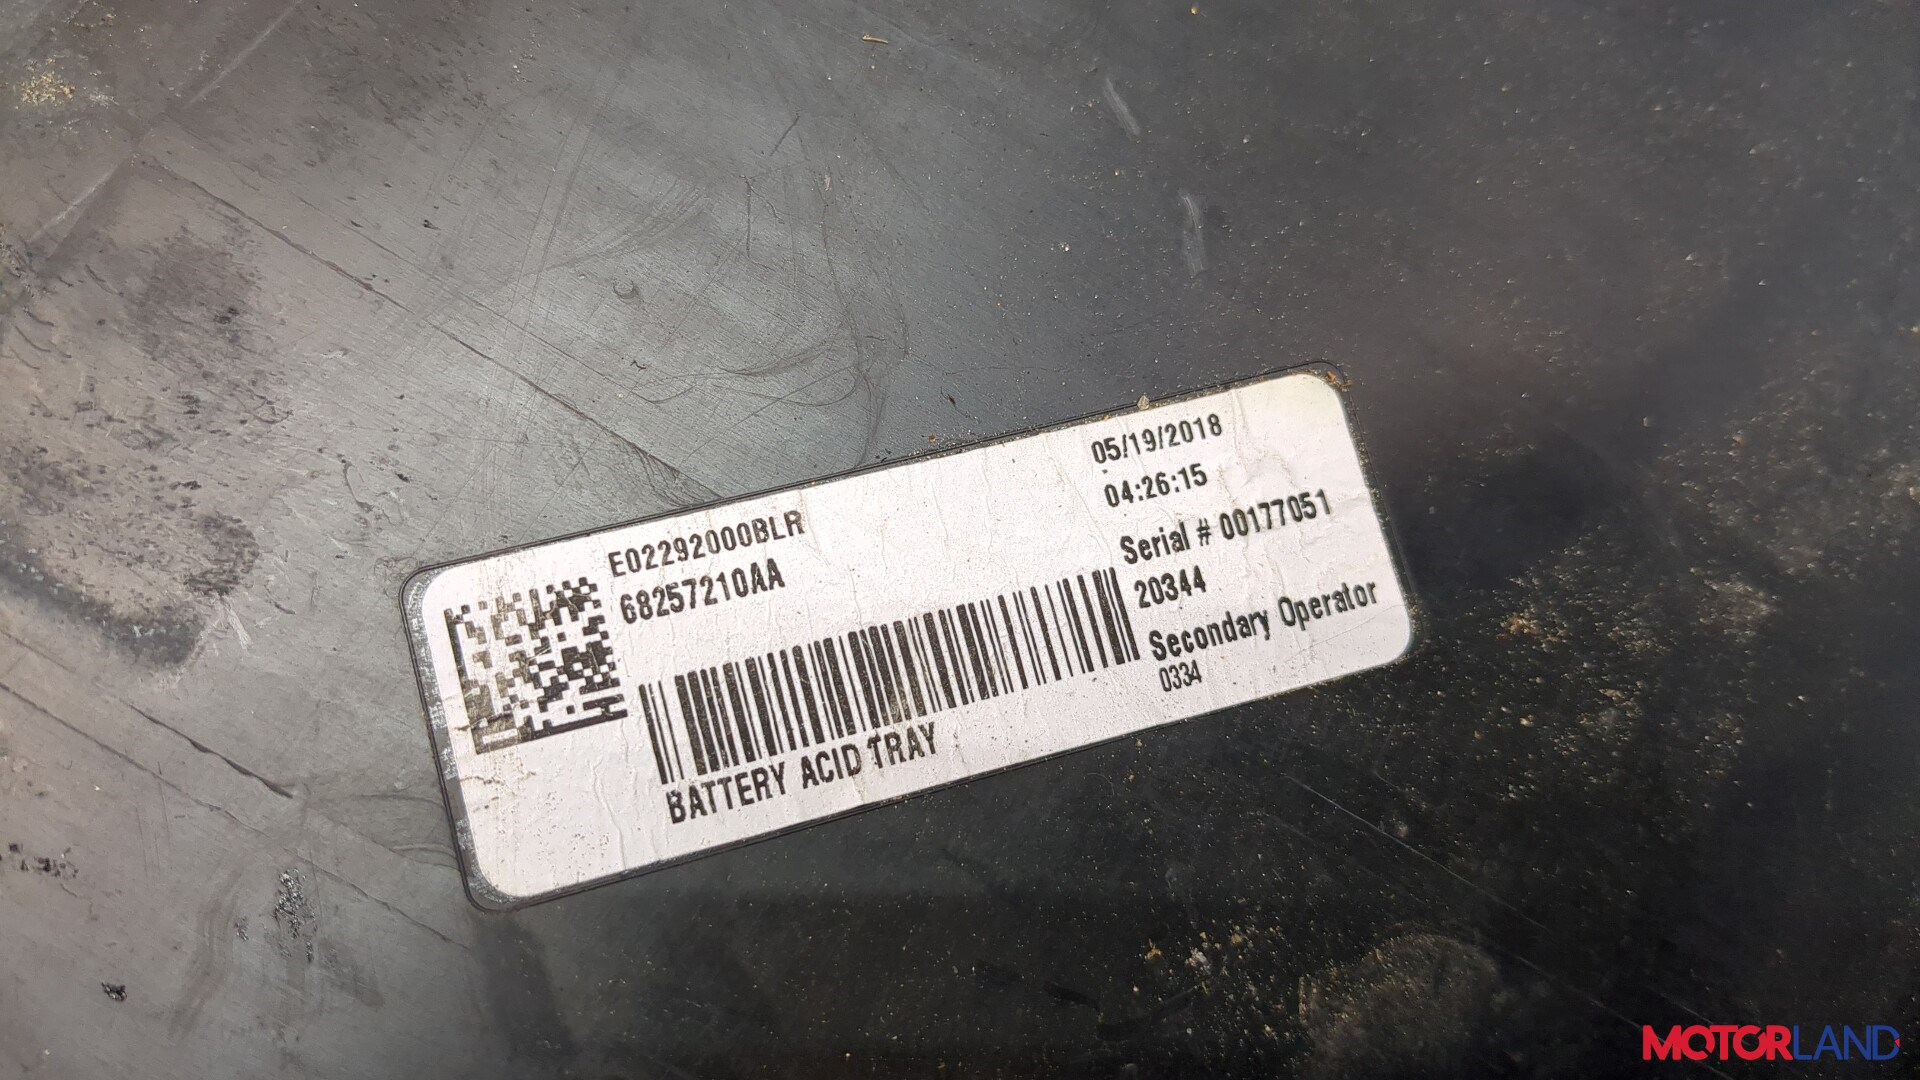 E02292000BLR
68257210AA
BATTERY ACID TRAY
05/19/2018
04:26:15
Serial # 00177051
20344
Secondary Operator
0334
MOTORLAND